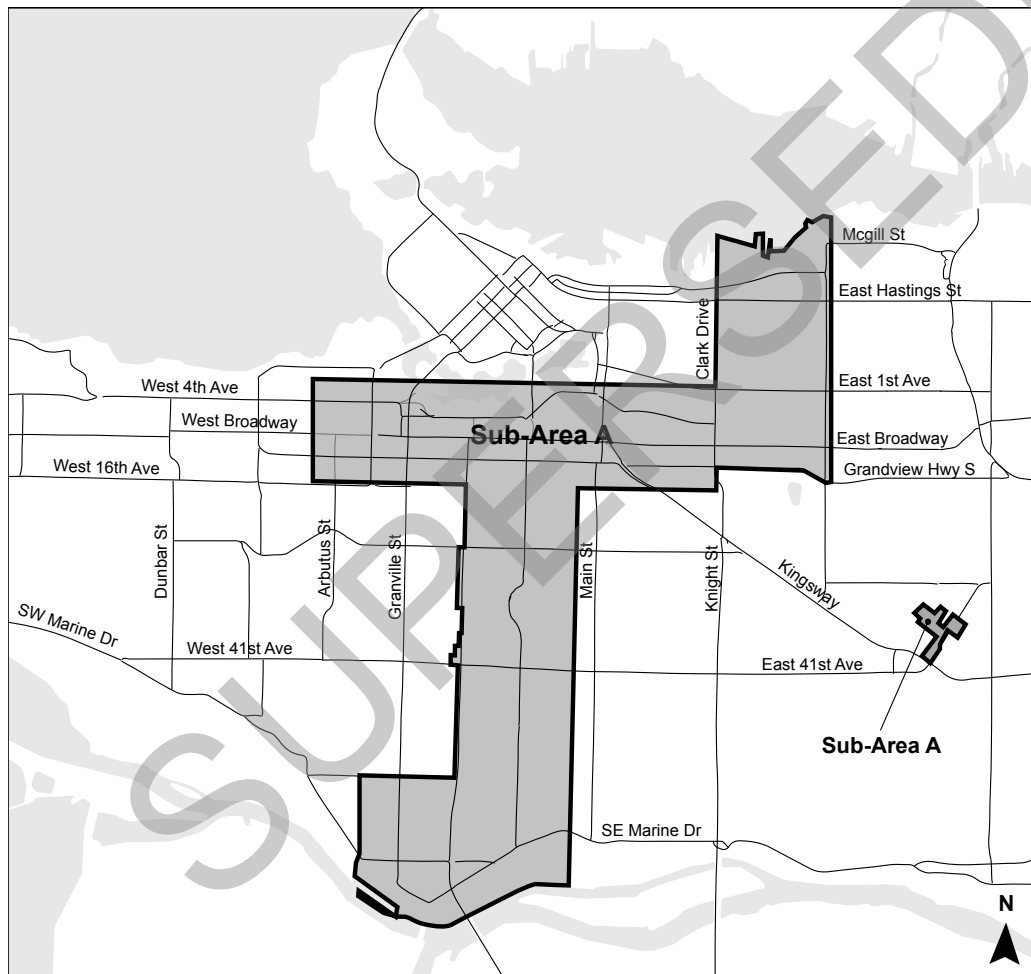 SUPERSED
Mcgill St
East Hastings St
Clark Drive
West 4th Ave
East 1st Ave
West Broadway
Sub-Area A
East Broadway
West 16th Ave
Grandview Hwy S
Dunbar St
Arbutus St
Granville St
Main St
Knight St
Kingsway
SW Marine Dr
West 41st Ave
East 41st Ave
Sub-Area A
SE Marine Dr
N